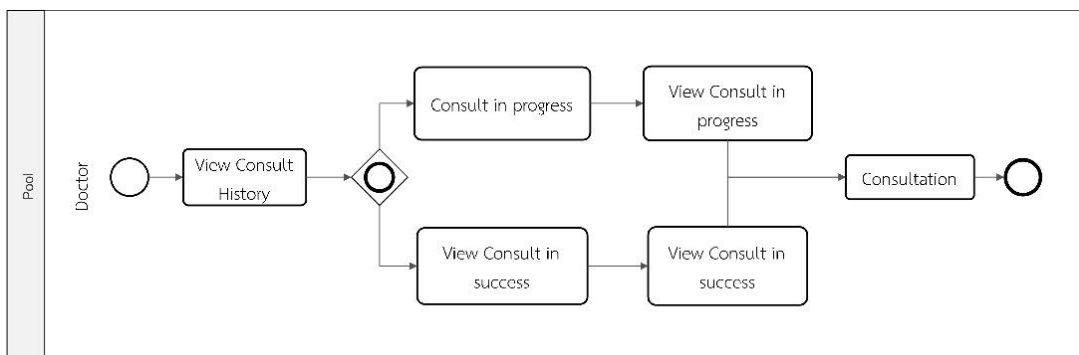 Pool
Doctor
View Consult
History
Consult in progress
View Consult in
progress
View Consult in
success
View Consult in
success
Consultation